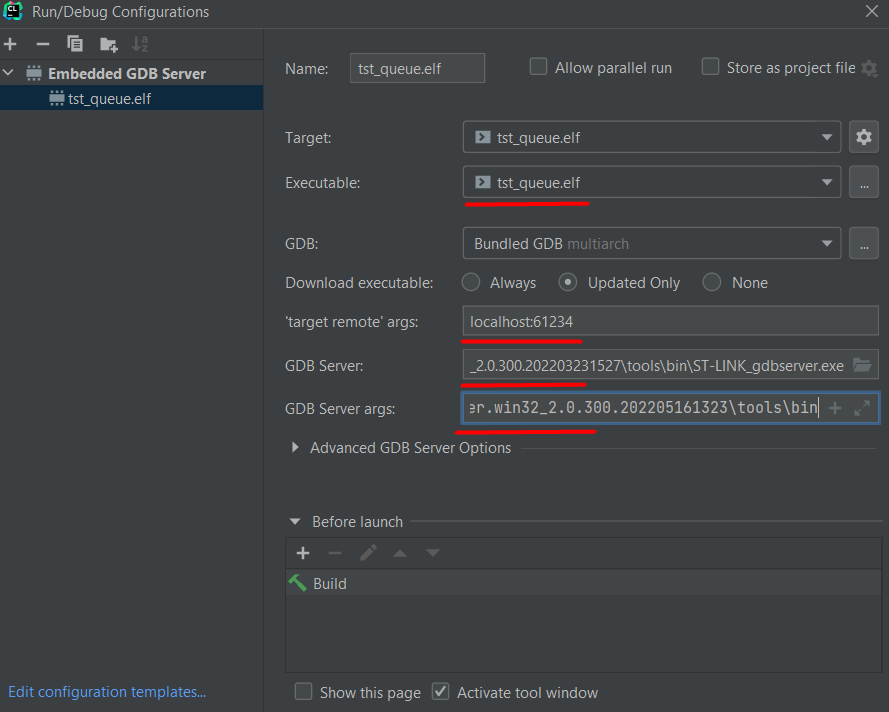 CL
Run/Debug Configurations
Embedded GDB Server
tst_queue.elf
Name: tst_queue.elf Allow parallel run Store as project file
Target: tst_queue.elf
Executable: tst_queue.elf ...
GDB: Bundled GDB multiarch ...
Download executable: Always Updated Only None
'target remote' args: localhost:61234
GDB Server: _2.0.300.202203231527\tools\bin\ST-LINK_gdbserver.exe
GDB Server args: er.win32_2.0.300.202205161323\tools\bin
Advanced GDB Server Options
Before launch
Build
Edit configuration templates...
Show this page Activate tool window